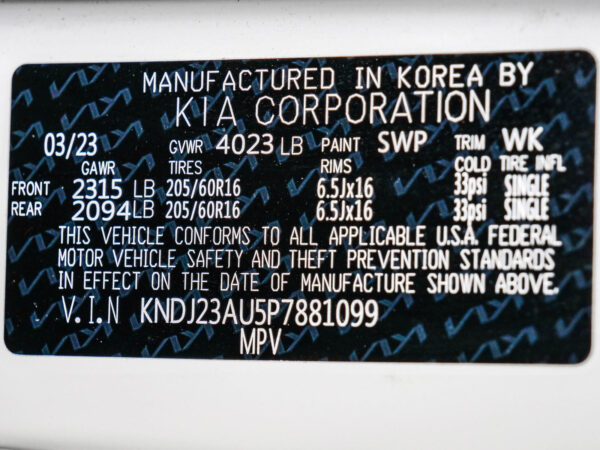 MANUFACTURED IN KOREA BY
KIA CORPORATION
03/23 GVWR 4023 LB PAINT SWP TRIM WK
GAWR TIRES RIMS COLD TIRE INFL
FRONT 2315 LB 205/60R16 6.5Jx16 33psi SINGLE
REAR 2094LB 205/60R16 6.5Jx16 33psi SINGLE
THIS VEHICLE CONFORMS TO ALL APPLICABLE U.S.A. FEDERAL
MOTOR VEHICLE SAFETY AND THEFT PREVENTION STANDARDS
IN EFFECT ON THE DATE OF MANUFACTURE SHOWN ABOVE.
V.I.N KNDJ23AU5P7881099
MPV